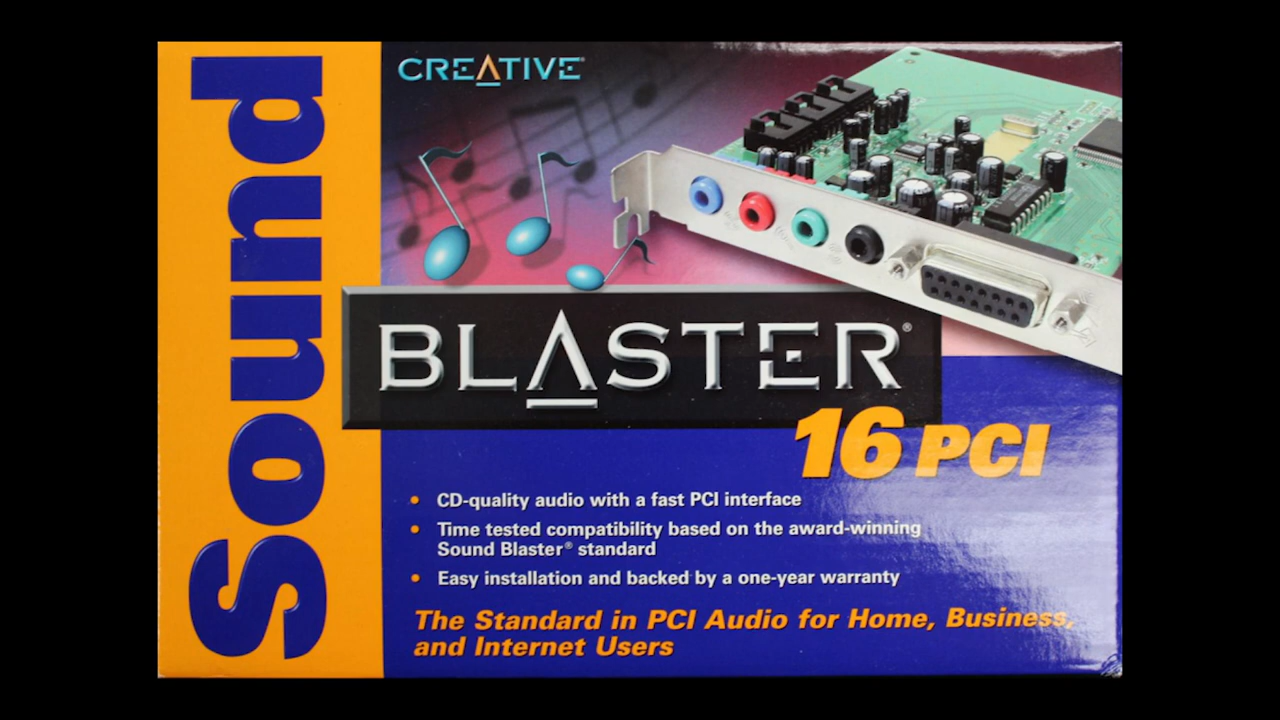 Sound
CREATIVE®
BLASTER®
16 PCI
• CD-quality audio with a fast PCI interface
• Time tested compatibility based on the award-winning
Sound Blaster® standard
• Easy installation and backed by a one-year warranty
The Standard in PCI Audio for Home, Business,
and Internet Users